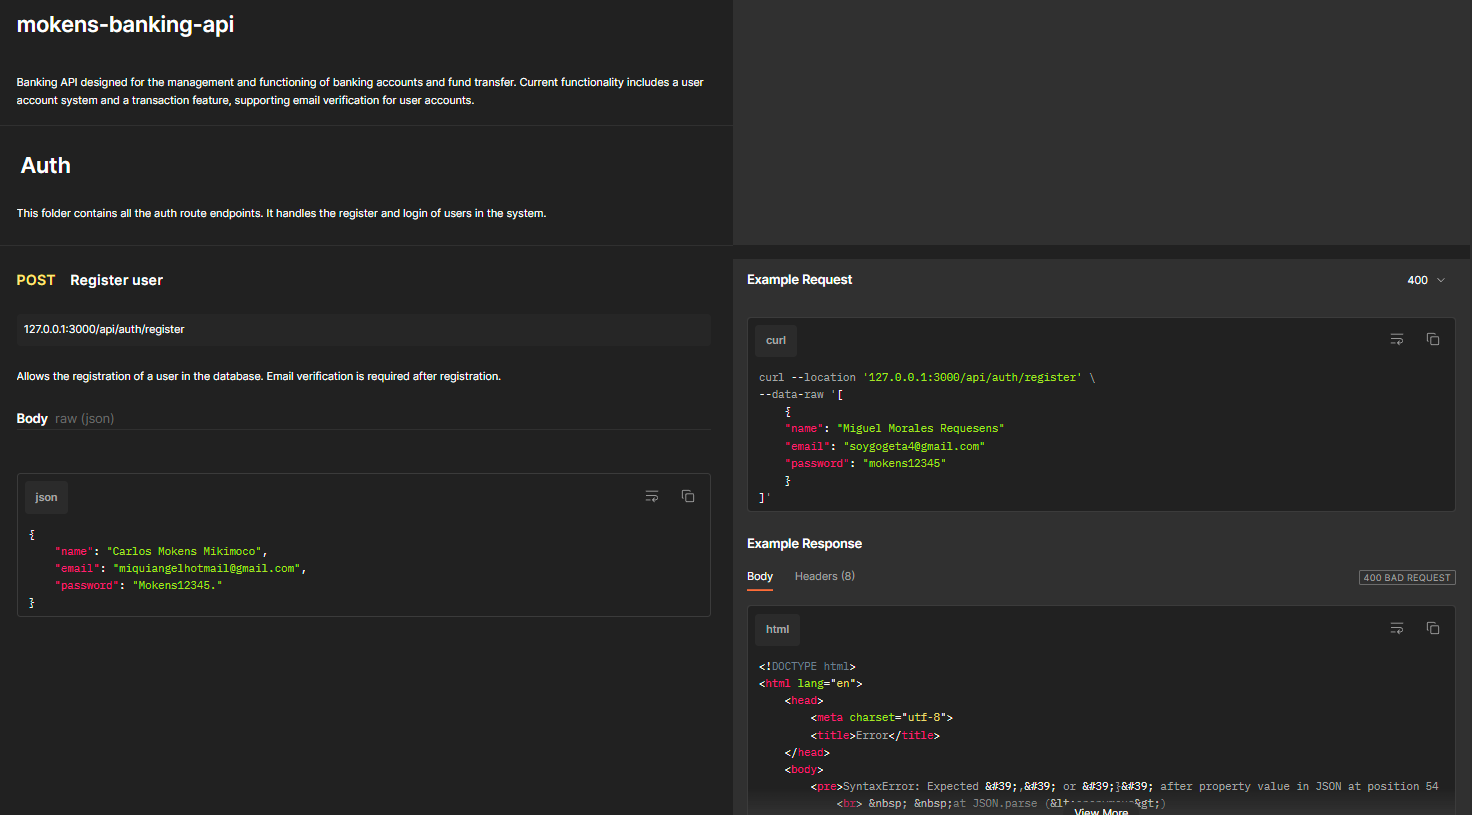 mokens-banking-api
Banking API designed for the management and functioning of banking accounts and fund transfer. Current functionality includes a user
account system and a transaction feature, supporting email verification for user accounts.
Auth
This folder contains all the auth route endpoints. It handles the register and login of users in the system.
POST Register user
127.0.0.1:3000/api/auth/register
Allows the registration of a user in the database. Email verification is required after registration.
Body raw (json)
json
{
    "name": "Carlos Mokens Mikimoco",
    "email": "miquiangelhotmail@gmail.com",
    "password": "Mokens12345."
}
Example Request
400
curl
curl --location '127.0.0.1:3000/api/auth/register' \
--data-raw '[
    {
    "name": "Miguel Morales Requesens"
    "email": "soygogeta4@gmail.com"
    "password": "mokens12345"
    }
]'
Example Response
Body Headers (8)
400 BAD REQUEST
html
<!DOCTYPE html>
<html lang="en">
    <head>
        <meta charset="utf-8">
        <title>Error</title>
    </head>
    <body>
        <pre>SyntaxError: Expected &#39;,&#39; or &#39;}&#39; after property value in JSON at position 54
            <br> &nbsp; &nbsp;at JSON.parse (&lt;anonymous&gt;)
View More